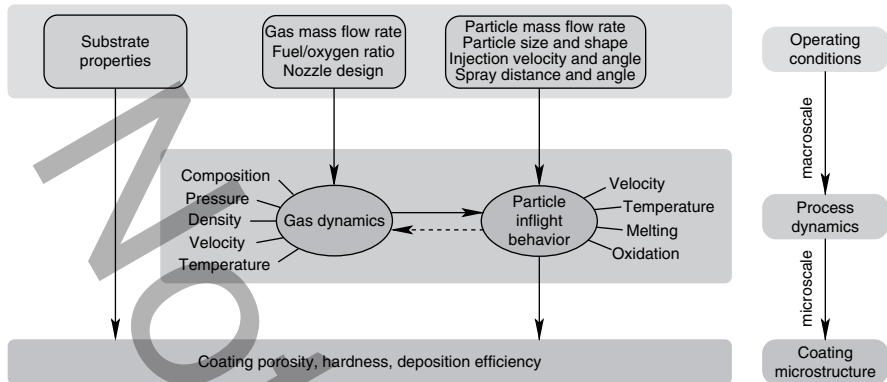 Substrate
properties
Gas mass flow rate
Fuel/oxygen ratio
Nozzle design
Particle mass flow rate
Particle size and shape
Injection velocity and angle
Spray distance and angle
Operating
conditions
macroscale
Composition
Pressure
Density
Velocity
Temperature
Gas dynamics
Particle
inflight
behavior
Velocity
Temperature
Melting
Oxidation
Process
dynamics
microscale
Coating porosity, hardness, deposition efficiency
Coating
microstructure
No